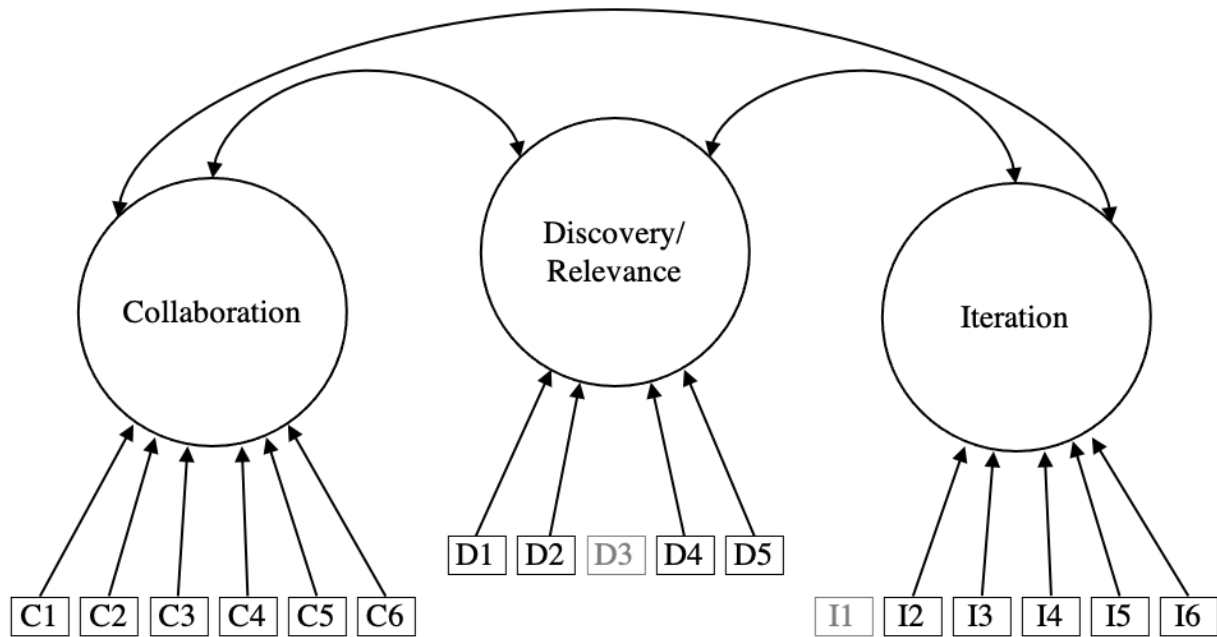 Discovery/
Relevance
Collaboration
Iteration
D1 D2 D3 D4 D5
C1 C2 C3 C4 C5 C6
I1 I2 I3 I4 I5 I6